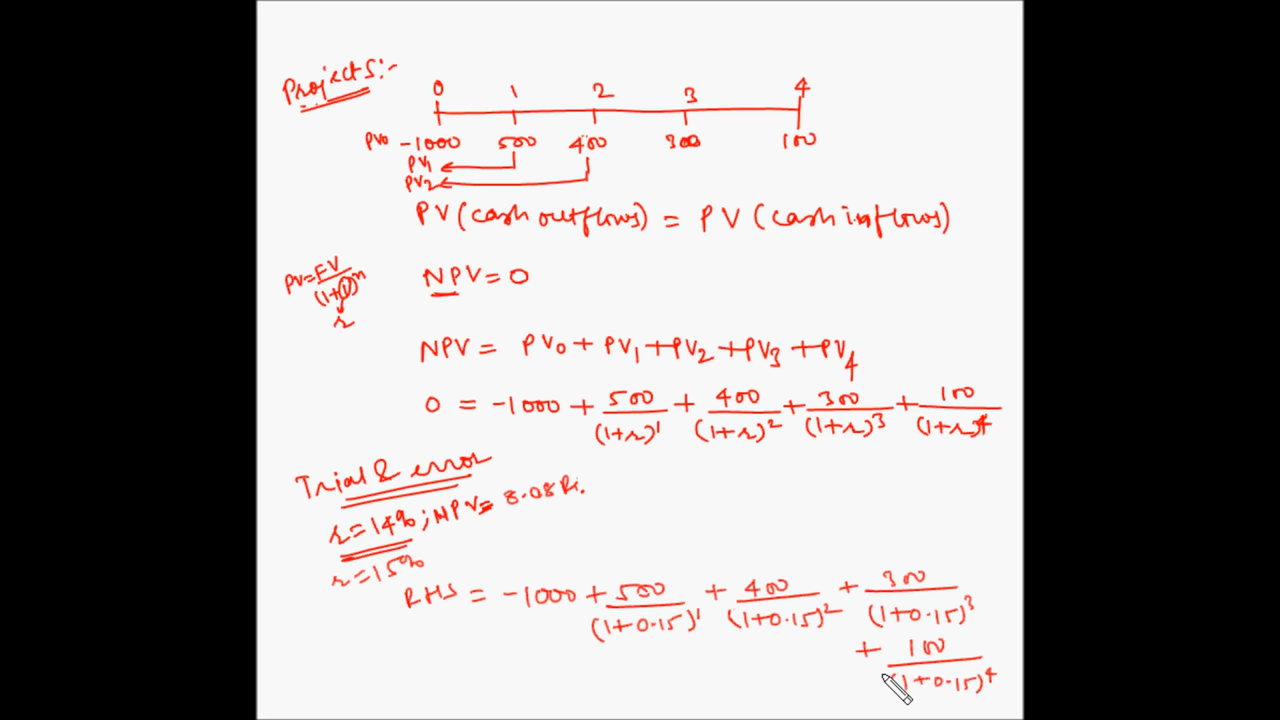 Projects:-
0 1 2 3 4
PV0 -1000 500 400 300 100
PV1
PV2
PV(cash outflows) = PV(cash inflows)
PV=FV/(1+i)^n
r
NPV=0
NPV= PV0+ PV1+PV2+PV3+PV4
0 = -1000 + 500/(1+r)^1 + 400/(1+r)^2 + 300/(1+r)^3 + 100/(1+r)^4
Trial & error
r=14%; NPV= 8.08
r=15%
RHS = -1000 + 500/(1+0.15)^1 + 400/(1+0.15)^2 + 300/(1+0.15)^3
+ 100/(1+0.15)^4